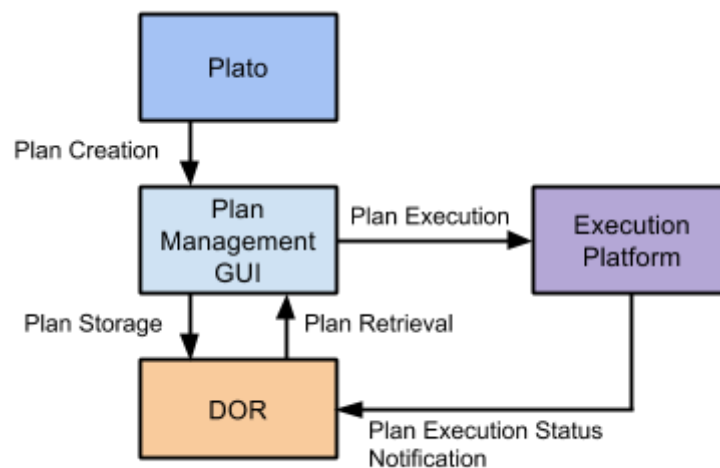 Plato
Plan Creation
Plan
Management
GUI
Plan Execution
Execution
Platform
Plan Storage
Plan Retrieval
DOR
Plan Execution Status
Notification